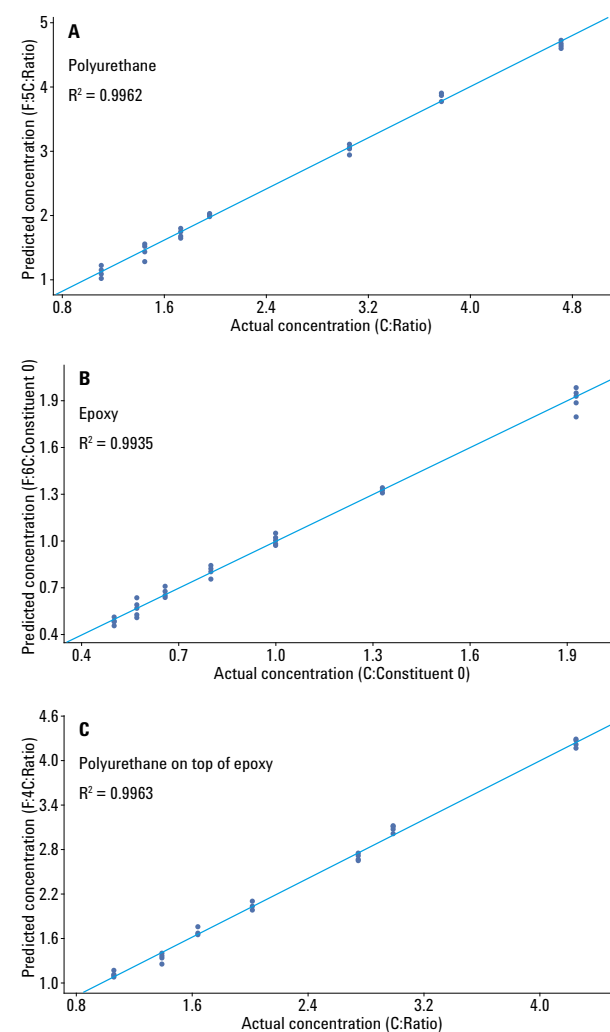 A
Polyurethane
R² = 0.9962
Predicted concentration (F:5C:Ratio)
5
4
3
2
1
0.8 1.6 2.4 3.2 4.0 4.8
Actual concentration (C:Ratio)
B
Epoxy
R² = 0.9935
Predicted concentration (F:6C:Constituent 0)
1.9
1.6
1.3
1.0
0.7
0.4
0.4 0.7 1.0 1.3 1.6 1.9
Actual concentration (C:Constituent 0)
C
Polyurethane on top of epoxy
R² = 0.9963
Predicted concentration (F:4C:Ratio)
4.6
4.0
3.4
2.8
2.2
1.6
1.0
0.8 1.6 2.4 3.2 4.0
Actual concentration (C:Ratio)